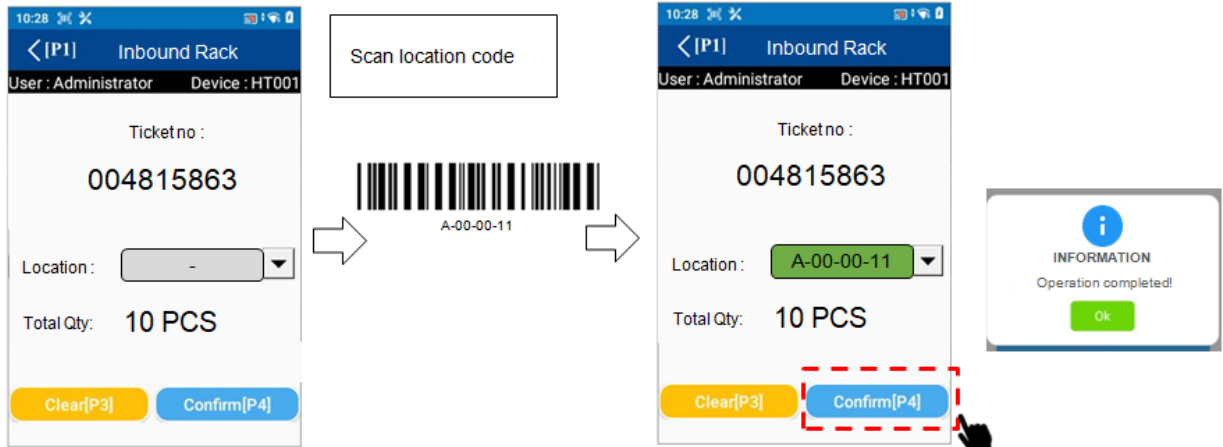 10:28
[P1] Inbound Rack
User : Administrator Device : HT001
Ticket no :
004815863
Location : -
Total Qty: 10 PCS
Clear[P3] Confirm[P4]
Scan location code
A-00-00-11
10:28
[P1] Inbound Rack
User : Administrator Device : HT001
Ticket no :
004815863
Location : A-00-00-11
Total Qty: 10 PCS
Clear[P3] Confirm[P4]
INFORMATION
Operation completed!
Ok